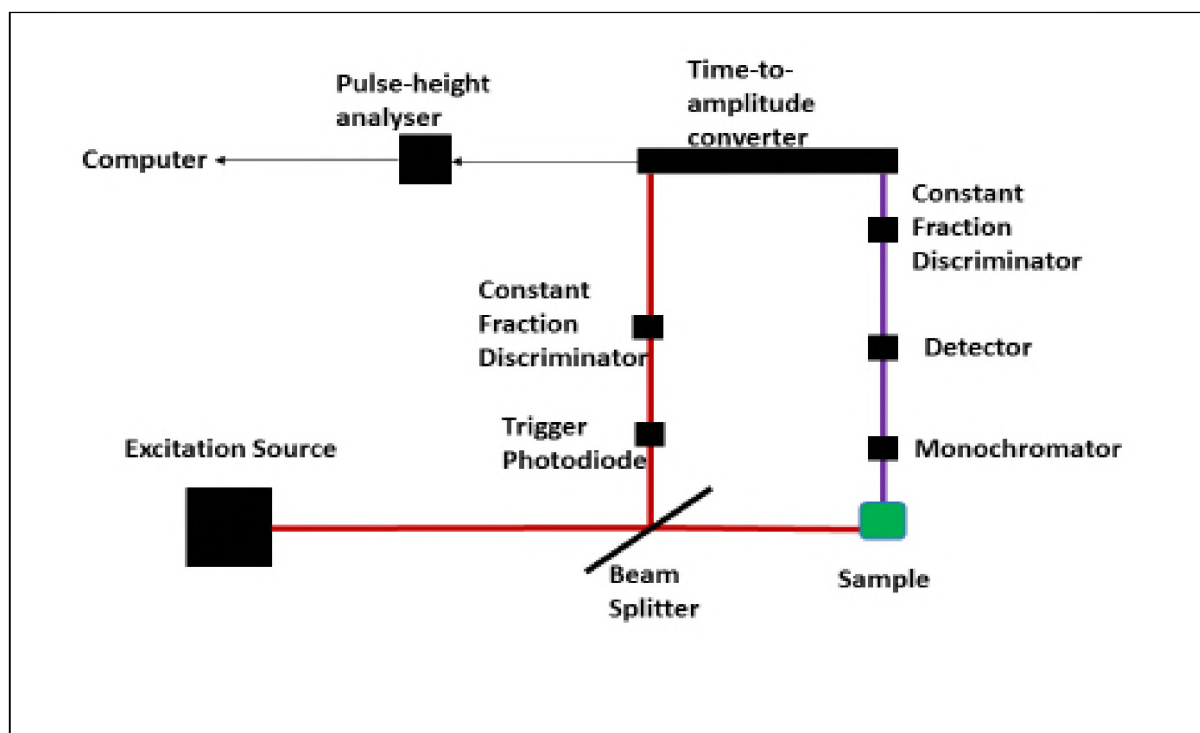 Pulse-height
analyser
Time-to-
amplitude
converter
Computer
Constant
Fraction
Discriminator
Constant
Fraction
Discriminator
Detector
Trigger
Photodiode
Excitation Source
Monochromator
Beam
Splitter
Sample